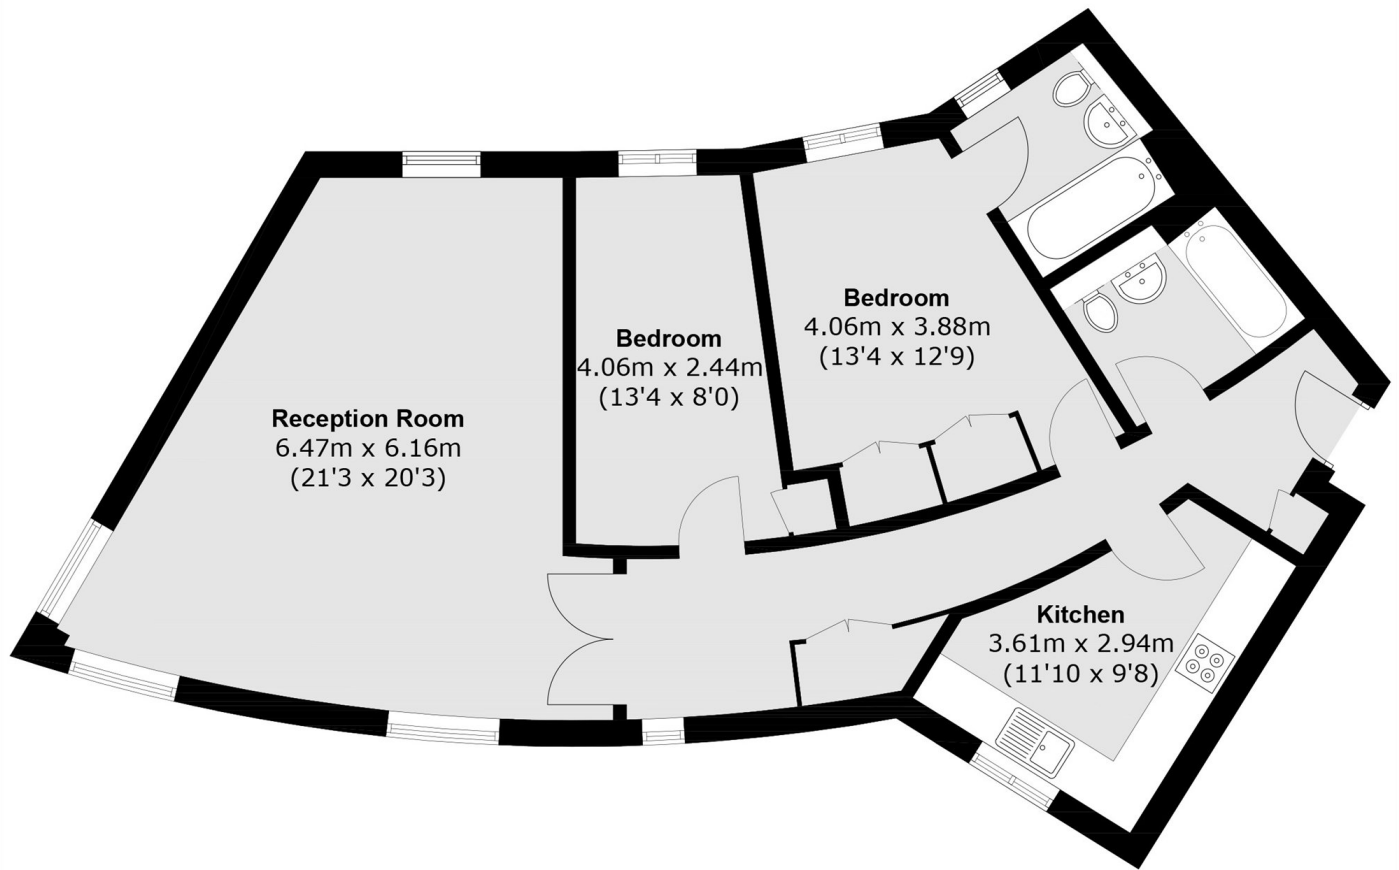 Reception Room
6.47m x 6.16m
(21'3 x 20'3)
Bedroom
4.06m x 2.44m
(13'4 x 8'0)
Bedroom
4.06m x 3.88m
(13'4 x 12'9)
Kitchen
3.61m x 2.94m
(11'10 x 9'8)